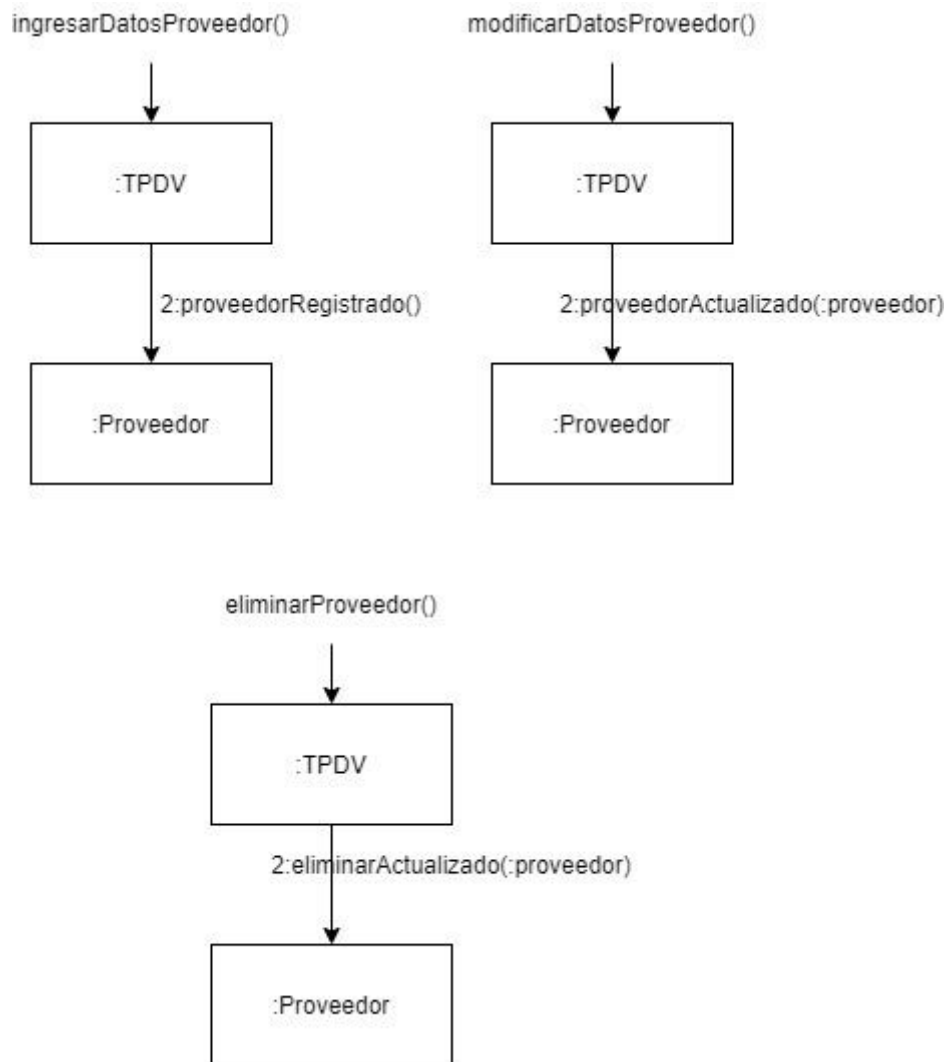 ingresarDatosProveedor()
modificarDatosProveedor()
:TPDV
:TPDV
2:proveedorRegistrado()
2:proveedorActualizado(:proveedor)
:Proveedor
:Proveedor
eliminarProveedor()
:TPDV
2:eliminarActualizado(:proveedor)
:Proveedor